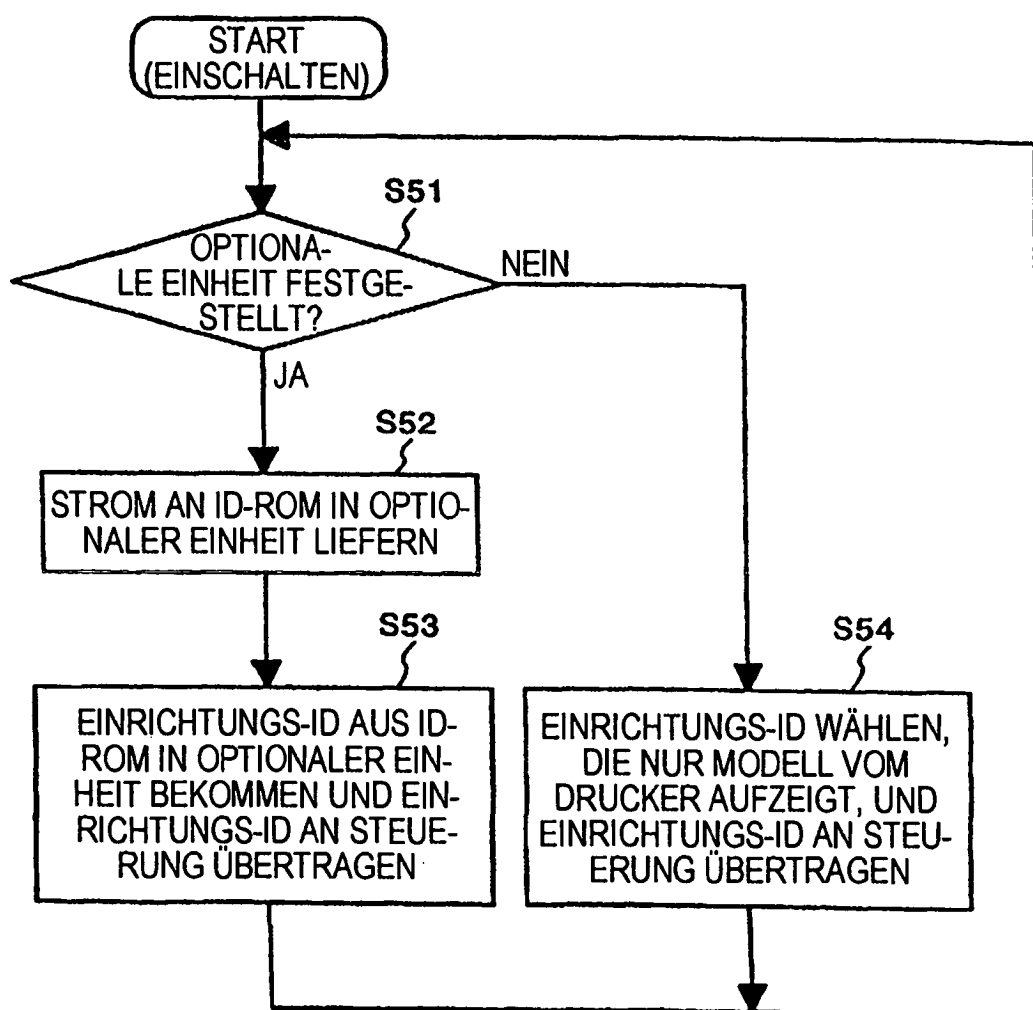 START
(EINSCHALTEN)
S51
OPTIONA-
LE EINHEIT FESTGE-
STELLT?
NEIN
JA
S52
STROM AN ID-ROM IN OPTIO-
NALER EINHEIT LIEFERN
S53
EINRICHTUNGS-ID AUS ID-
ROM IN OPTIONALER EIN-
HEIT BEKOMMEN UND EIN-
RICHTUNGS-ID AN STEUE-
RUNG ÜBERTRAGEN
S54
EINRICHTUNGS-ID WÄHLEN,
DIE NUR MODELL VOM
DRUCKER AUFZEIGT, UND
EINRICHTUNGS-ID AN STEU-
ERUNG ÜBERTRAGEN